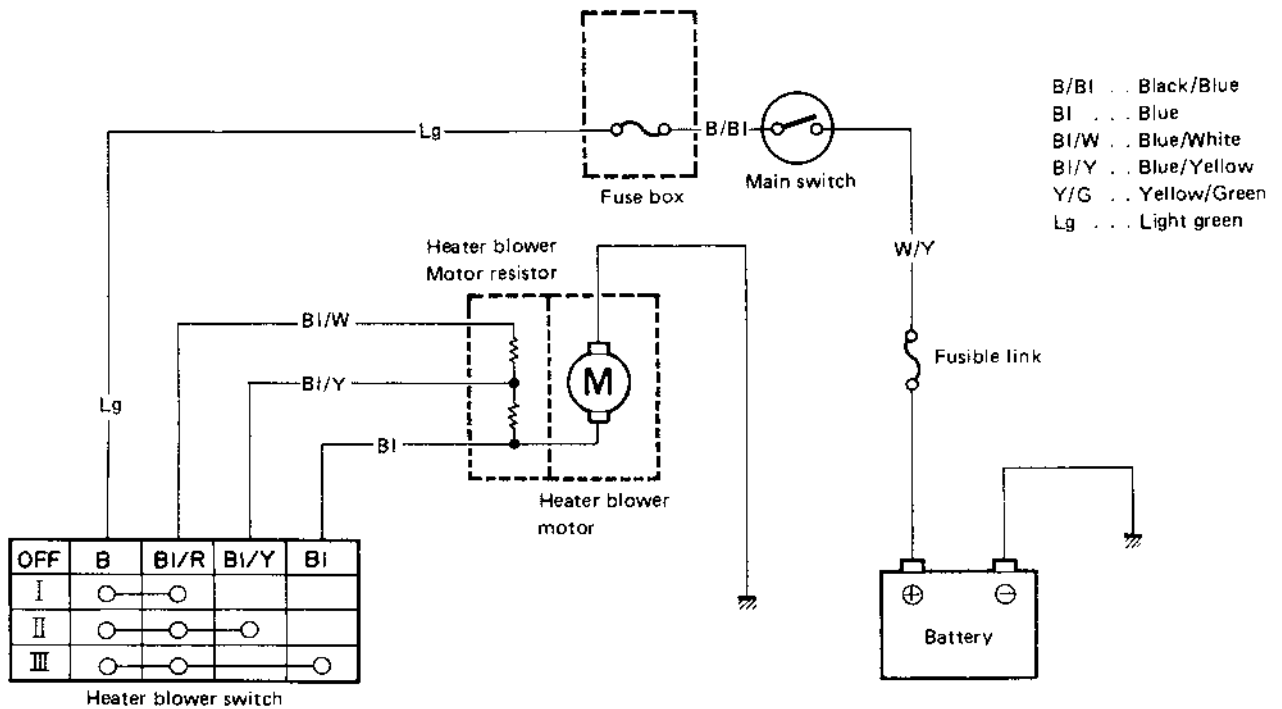 B/Bl . . Black/Blue
Bl . . . Blue
Bl/W . . Blue/White
Bl/Y . . Blue/Yellow
Y/G . . Yellow/Green
Lg . . . Light green
Lg
B/Bl
Fuse box
Main switch
W/Y
Heater blower
Motor resistor
Bl/W
Bl/Y
Lg
Bl
M
Fusible link
Heater blower
motor
OFF B Bl/R Bl/Y Bl
I
II
III
Heater blower switch
+ −
Battery